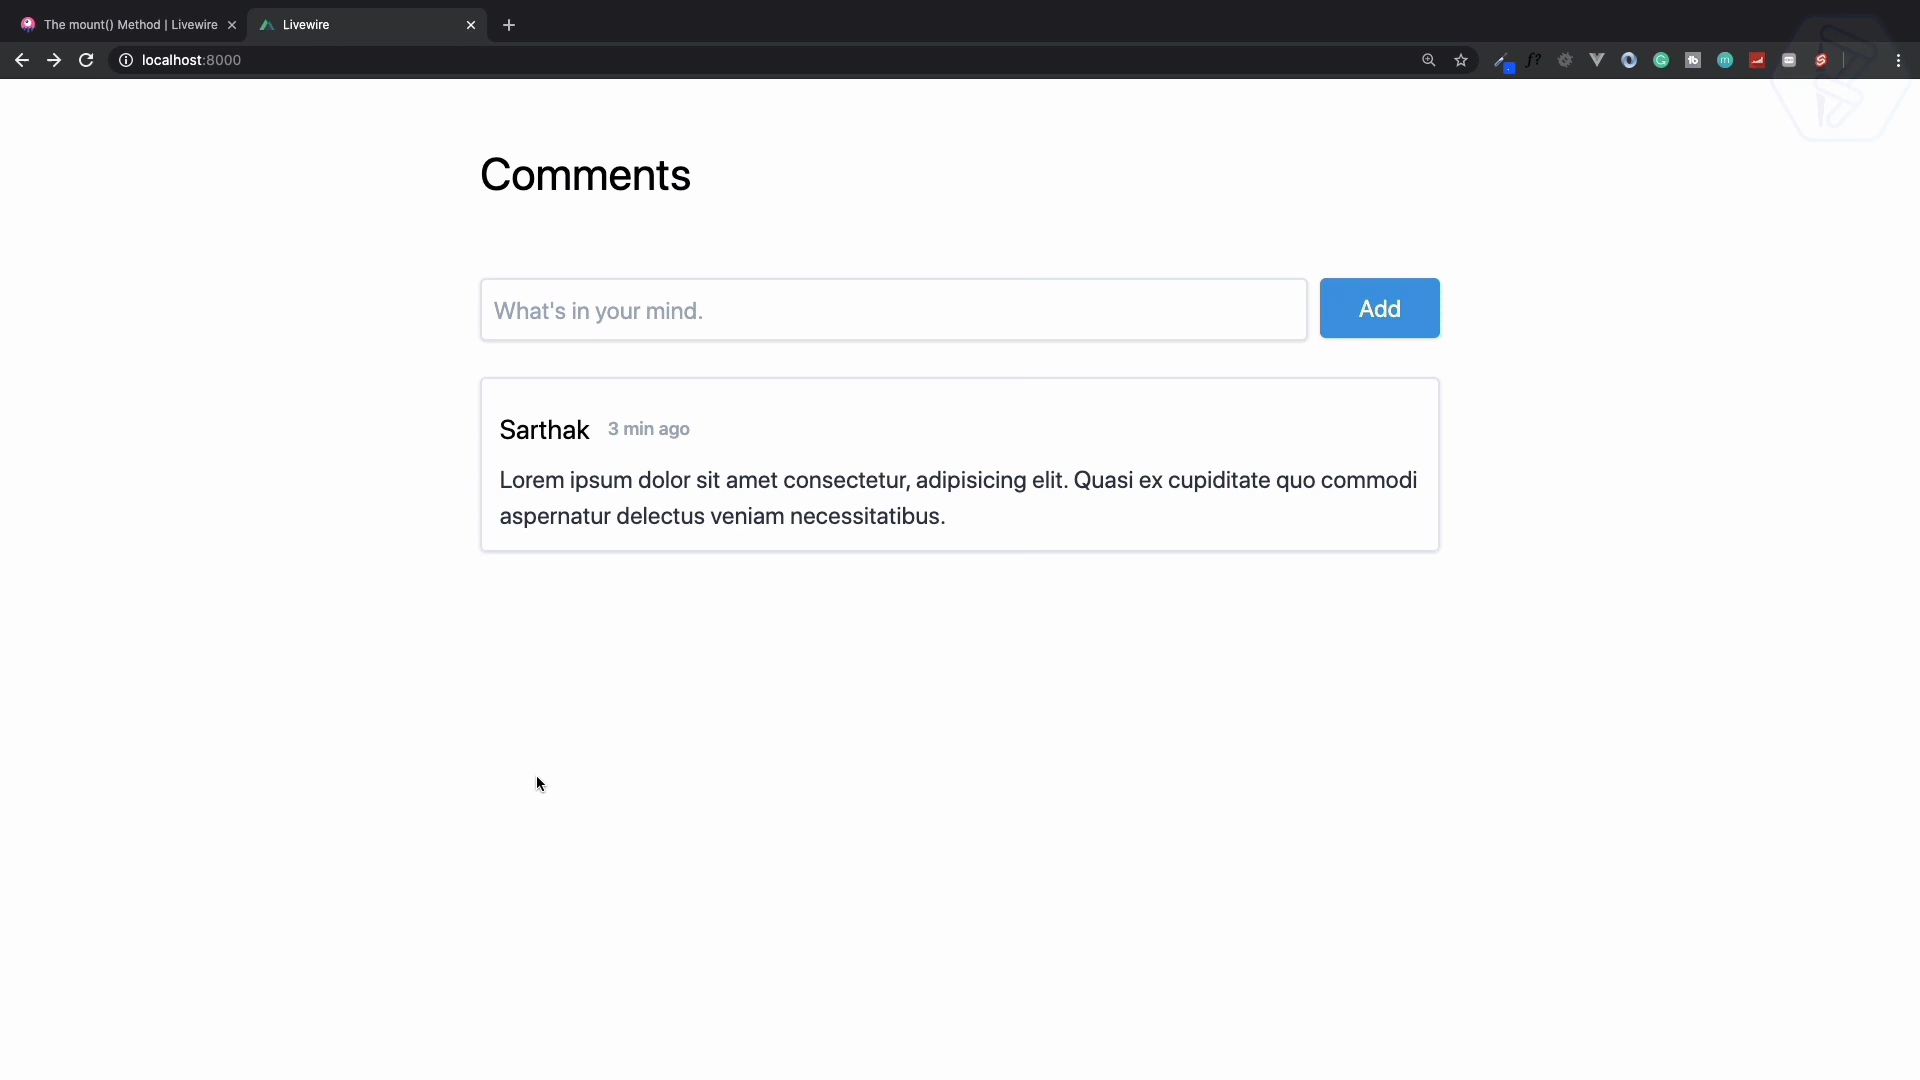 The mount() Method | Livewire
Livewire
localhost:8000
Comments
What's in your mind.
Add
Sarthak 3 min ago
Lorem ipsum dolor sit amet consectetur, adipisicing elit. Quasi ex cupiditate quo commodi
aspernatur delectus veniam necessitatibus.